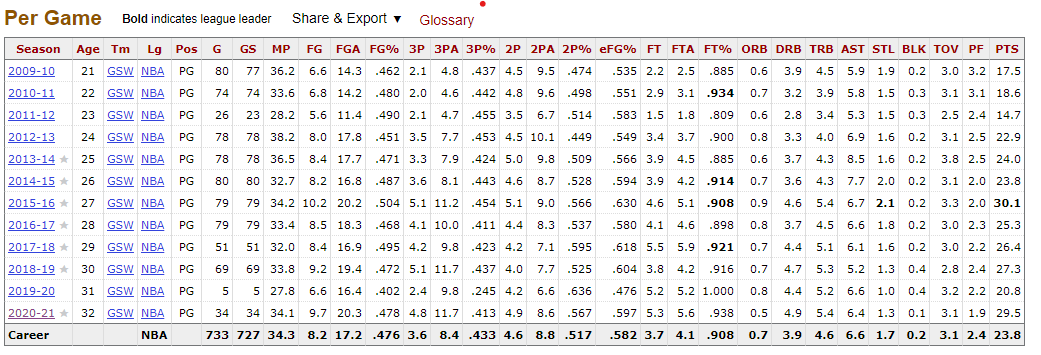 Per Game Bold indicates league leader Share & Export ▼ Glossary
Season Age Tm Lg Pos G GS MP FG FGA FG% 3P 3PA 3P% 2P 2PA 2P% eFG% FT FTA FT% ORB DRB TRB AST STL BLK TOV PF PTS
2009-10 21 GSW NBA PG 80 77 36.2 6.6 14.3 .462 2.1 4.8 .437 4.5 9.5 .474 .535 2.2 2.5 .885 0.6 3.9 4.5 5.9 1.9 0.2 3.0 3.2 17.5
2010-11 22 GSW NBA PG 74 74 33.6 6.8 14.2 .480 2.0 4.6 .442 4.8 9.6 .498 .551 2.9 3.1 .934 0.7 3.2 3.9 5.8 1.5 0.3 3.1 3.1 18.6
2011-12 23 GSW NBA PG 26 23 28.2 5.6 11.4 .490 2.1 4.7 .455 3.5 6.7 .514 .583 1.5 1.8 .809 0.6 2.8 3.4 5.3 1.5 0.3 2.5 2.4 14.7
2012-13 24 GSW NBA PG 78 78 38.2 8.0 17.8 .451 3.5 7.7 .453 4.5 10.1 .449 .549 3.4 3.7 .900 0.8 3.3 4.0 6.9 1.6 0.2 3.1 2.5 22.9
2013-14 ★ 25 GSW NBA PG 78 78 36.5 8.4 17.7 .471 3.3 7.9 .424 5.0 9.8 .509 .566 3.9 4.5 .885 0.6 3.7 4.3 8.5 1.6 0.2 3.8 2.5 24.0
2014-15 ★ 26 GSW NBA PG 80 80 32.7 8.2 16.8 .487 3.6 8.1 .443 4.6 8.7 .528 .594 3.9 4.2 .914 0.7 3.6 4.3 7.7 2.0 0.2 3.1 2.0 23.8
2015-16 ★ 27 GSW NBA PG 79 79 34.2 10.2 20.2 .504 5.1 11.2 .454 5.1 9.0 .566 .630 4.6 5.1 .908 0.9 4.6 5.4 6.7 2.1 0.2 3.3 2.0 30.1
2016-17 ★ 28 GSW NBA PG 79 79 33.4 8.5 18.3 .468 4.1 10.0 .411 4.4 8.3 .537 .580 4.1 4.6 .898 0.8 3.7 4.5 6.6 1.8 0.2 3.0 2.3 25.3
2017-18 ★ 29 GSW NBA PG 51 51 32.0 8.4 16.9 .495 4.2 9.8 .423 4.2 7.1 .595 .618 5.5 5.9 .921 0.7 4.4 5.1 6.1 1.6 0.2 3.0 2.2 26.4
2018-19 ★ 30 GSW NBA PG 69 69 33.8 9.2 19.4 .472 5.1 11.7 .437 4.0 7.7 .525 .604 3.8 4.2 .916 0.7 4.7 5.3 5.2 1.3 0.4 2.8 2.4 27.3
2019-20 31 GSW NBA PG 5 5 27.8 6.6 16.4 .402 2.4 9.8 .245 4.2 6.6 .636 .476 5.2 5.2 1.000 0.8 4.4 5.2 6.6 1.0 0.4 3.2 2.2 20.8
2020-21 ★ 32 GSW NBA PG 34 34 34.1 9.7 20.3 .478 4.8 11.7 .413 4.9 8.6 .567 .597 5.3 5.6 .938 0.5 4.9 5.4 6.4 1.3 0.1 3.1 1.9 29.5
Career NBA 733 727 34.3 8.2 17.2 .476 3.6 8.4 .433 4.6 8.8 .517 .582 3.7 4.1 .908 0.7 3.9 4.6 6.6 1.7 0.2 3.1 2.4 23.8